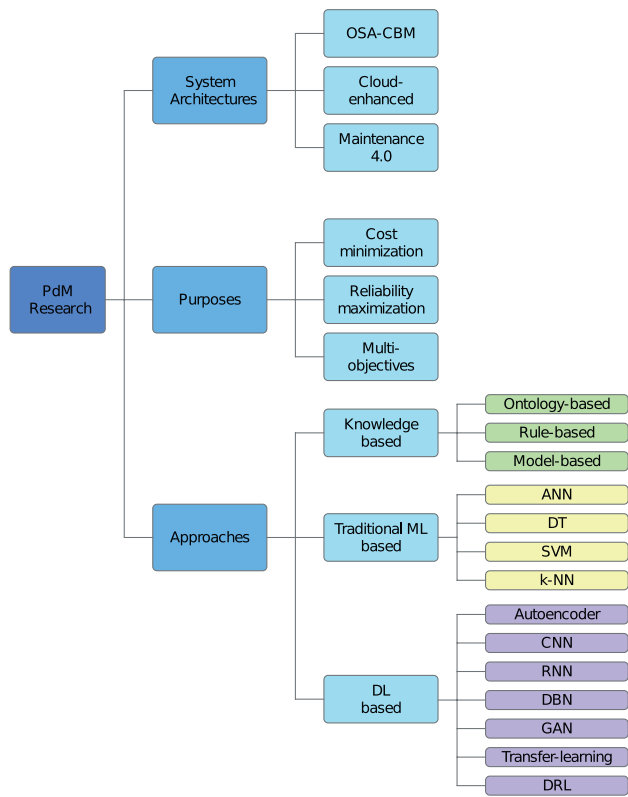 PdM
Research
System
Architectures
OSA-CBM
Cloud-
enhanced
Maintenance
4.0
Purposes
Cost
minimization
Reliability
maximization
Multi-
objectives
Approaches
Knowledge
based
Ontology-based
Rule-based
Model-based
Traditional ML
based
ANN
DT
SVM
k-NN
DL
based
Autoencoder
CNN
RNN
DBN
GAN
Transfer-learning
DRL